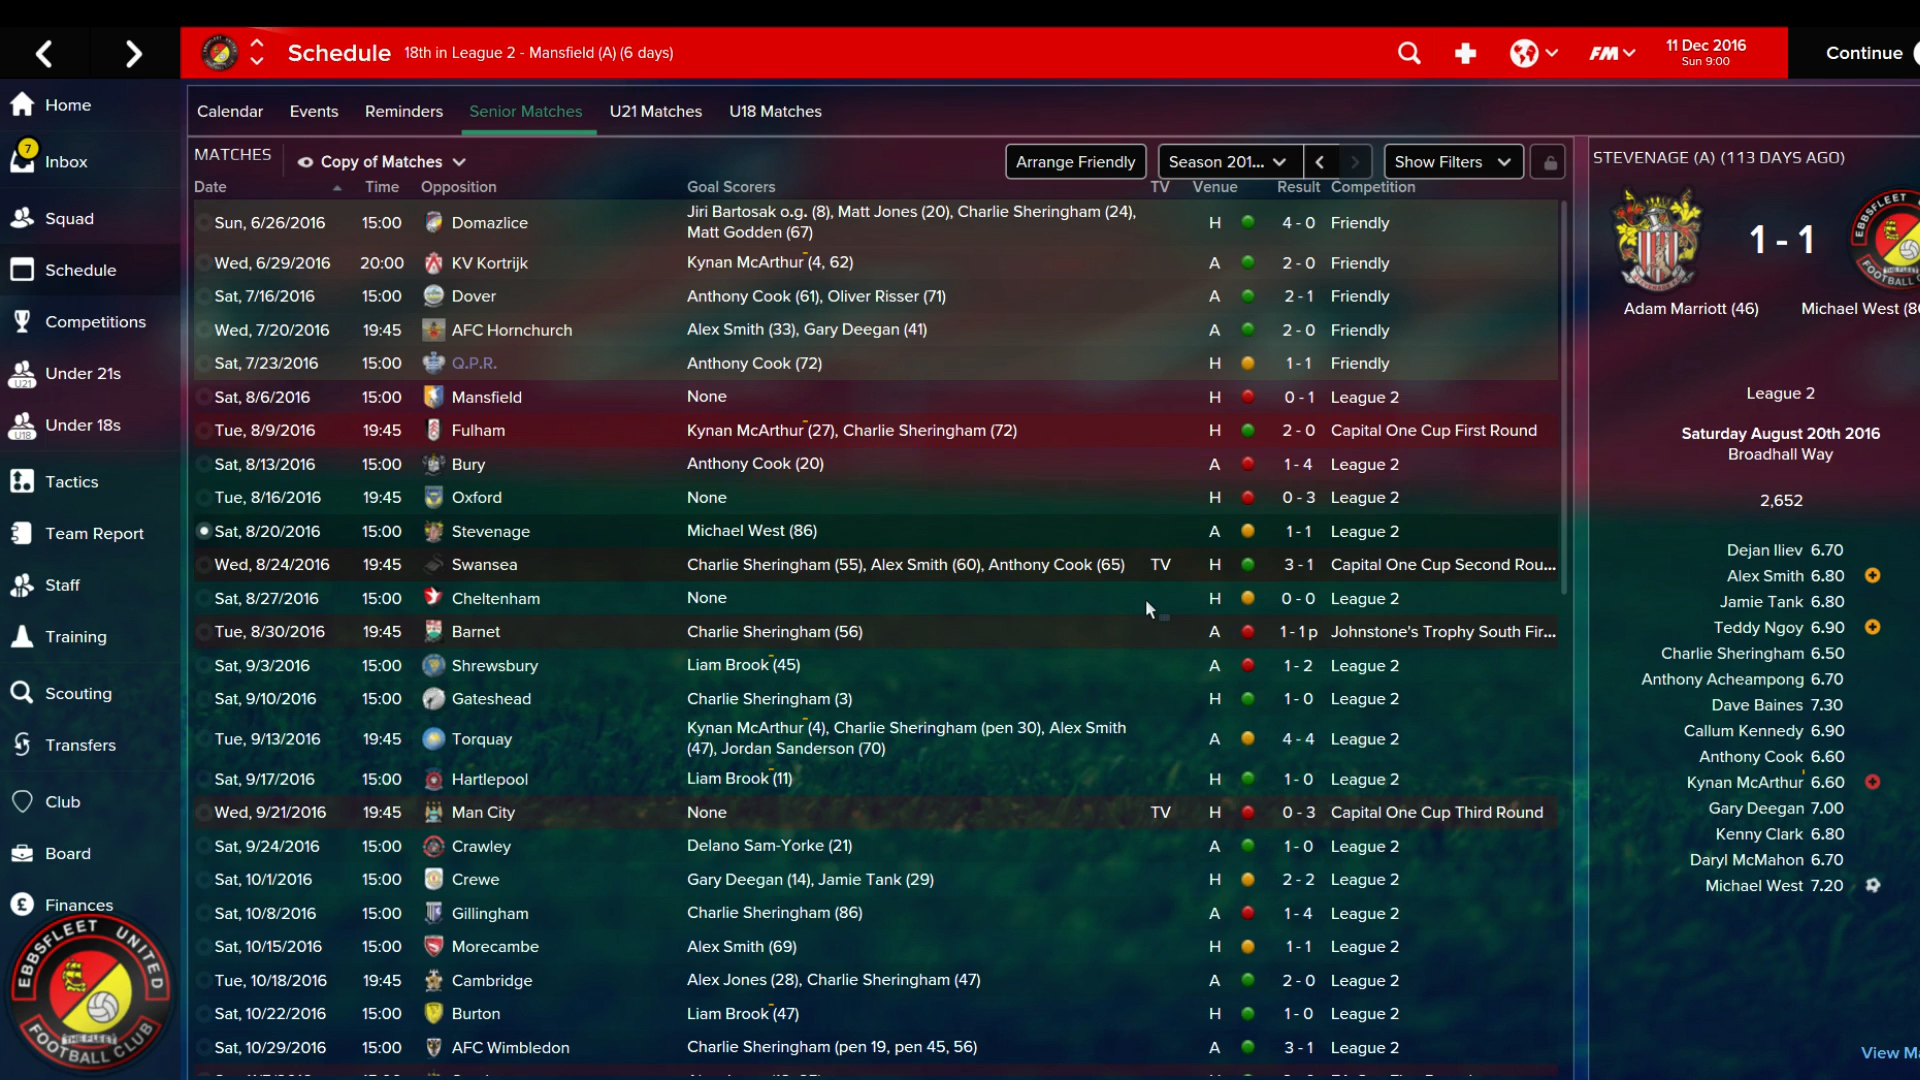 Schedule 18th in League 2 - Mansfield (A) (6 days)
FM
11 Dec 2016
Sun 9:00
Continue
Home
7
Inbox
Squad
Schedule
Competitions
U21
Under 21s
U18
Under 18s
Tactics
Team Report
Staff
Training
Scouting
Transfers
Club
Board
Finances
EBBSFLEET UNITED
THE FLEET
FOOTBALL CLUB
Calendar Events Reminders Senior Matches U21 Matches U18 Matches
MATCHES Copy of Matches Arrange Friendly Season 201... Show Filters
Date Time Opposition Goal Scorers TV Venue Result Competition
Sun, 6/26/2016 15:00 Domazlice Jiri Bartosak o.g. (8), Matt Jones (20), Charlie Sheringham (24), H 4 - 0 Friendly
Matt Godden (67)
Wed, 6/29/2016 20:00 KV Kortrijk Kynan McArthur (4, 62) A 2 - 0 Friendly
Sat, 7/16/2016 15:00 Dover Anthony Cook (61), Oliver Risser (71) A 2 - 1 Friendly
Wed, 7/20/2016 19:45 AFC Hornchurch Alex Smith (33), Gary Deegan (41) A 2 - 0 Friendly
Sat, 7/23/2016 15:00 Q.P.R. Anthony Cook (72) H 1 - 1 Friendly
Sat, 8/6/2016 15:00 Mansfield None H 0 - 1 League 2
Tue, 8/9/2016 19:45 Fulham Kynan McArthur (27), Charlie Sheringham (72) H 2 - 0 Capital One Cup First Round
Sat, 8/13/2016 15:00 Bury Anthony Cook (20) A 1 - 4 League 2
Tue, 8/16/2016 19:45 Oxford None H 0 - 3 League 2
Sat, 8/20/2016 15:00 Stevenage Michael West (86) A 1 - 1 League 2
Wed, 8/24/2016 19:45 Swansea Charlie Sheringham (55), Alex Smith (60), Anthony Cook (65) TV H 3 - 1 Capital One Cup Second Rou...
Sat, 8/27/2016 15:00 Cheltenham None H 0 - 0 League 2
Tue, 8/30/2016 19:45 Barnet Charlie Sheringham (56) A 1 - 1 p Johnstone's Trophy South Fir...
Sat, 9/3/2016 15:00 Shrewsbury Liam Brook (45) A 1 - 2 League 2
Sat, 9/10/2016 15:00 Gateshead Charlie Sheringham (3) H 1 - 0 League 2
Tue, 9/13/2016 19:45 Torquay Kynan McArthur (4), Charlie Sheringham (pen 30), Alex Smith A 4 - 4 League 2
(47), Jordan Sanderson (70)
Sat, 9/17/2016 15:00 Hartlepool Liam Brook (11) H 1 - 0 League 2
Wed, 9/21/2016 19:45 Man City None TV H 0 - 3 Capital One Cup Third Round
Sat, 9/24/2016 15:00 Crawley Delano Sam-Yorke (21) A 1 - 0 League 2
Sat, 10/1/2016 15:00 Crewe Gary Deegan (14), Jamie Tank (29) H 2 - 2 League 2
Sat, 10/8/2016 15:00 Gillingham Charlie Sheringham (86) A 1 - 4 League 2
Sat, 10/15/2016 15:00 Morecambe Alex Smith (69) H 1 - 1 League 2
Tue, 10/18/2016 19:45 Cambridge Alex Jones (28), Charlie Sheringham (47) A 2 - 0 League 2
Sat, 10/22/2016 15:00 Burton Liam Brook (47) H 1 - 0 League 2
Sat, 10/29/2016 15:00 AFC Wimbledon Charlie Sheringham (pen 19, pen 45, 56) A 3 - 1 League 2
STEVENAGE (A) (113 DAYS AGO)
1 - 1
EBBSFLEET
FOOTBALL
Adam Marriott (46) Michael West (86
League 2
Saturday August 20th 2016
Broadhall Way
2,652
Dejan Iliev 6.70
Alex Smith 6.80
Jamie Tank 6.80
Teddy Ngoy 6.90
Charlie Sheringham 6.50
Anthony Acheampong 6.70
Dave Baines 7.30
Callum Kennedy 6.90
Anthony Cook 6.60
Kynan McArthur 6.60
Gary Deegan 7.00
Kenny Clark 6.80
Daryl McMahon 6.70
Michael West 7.20
View Ma